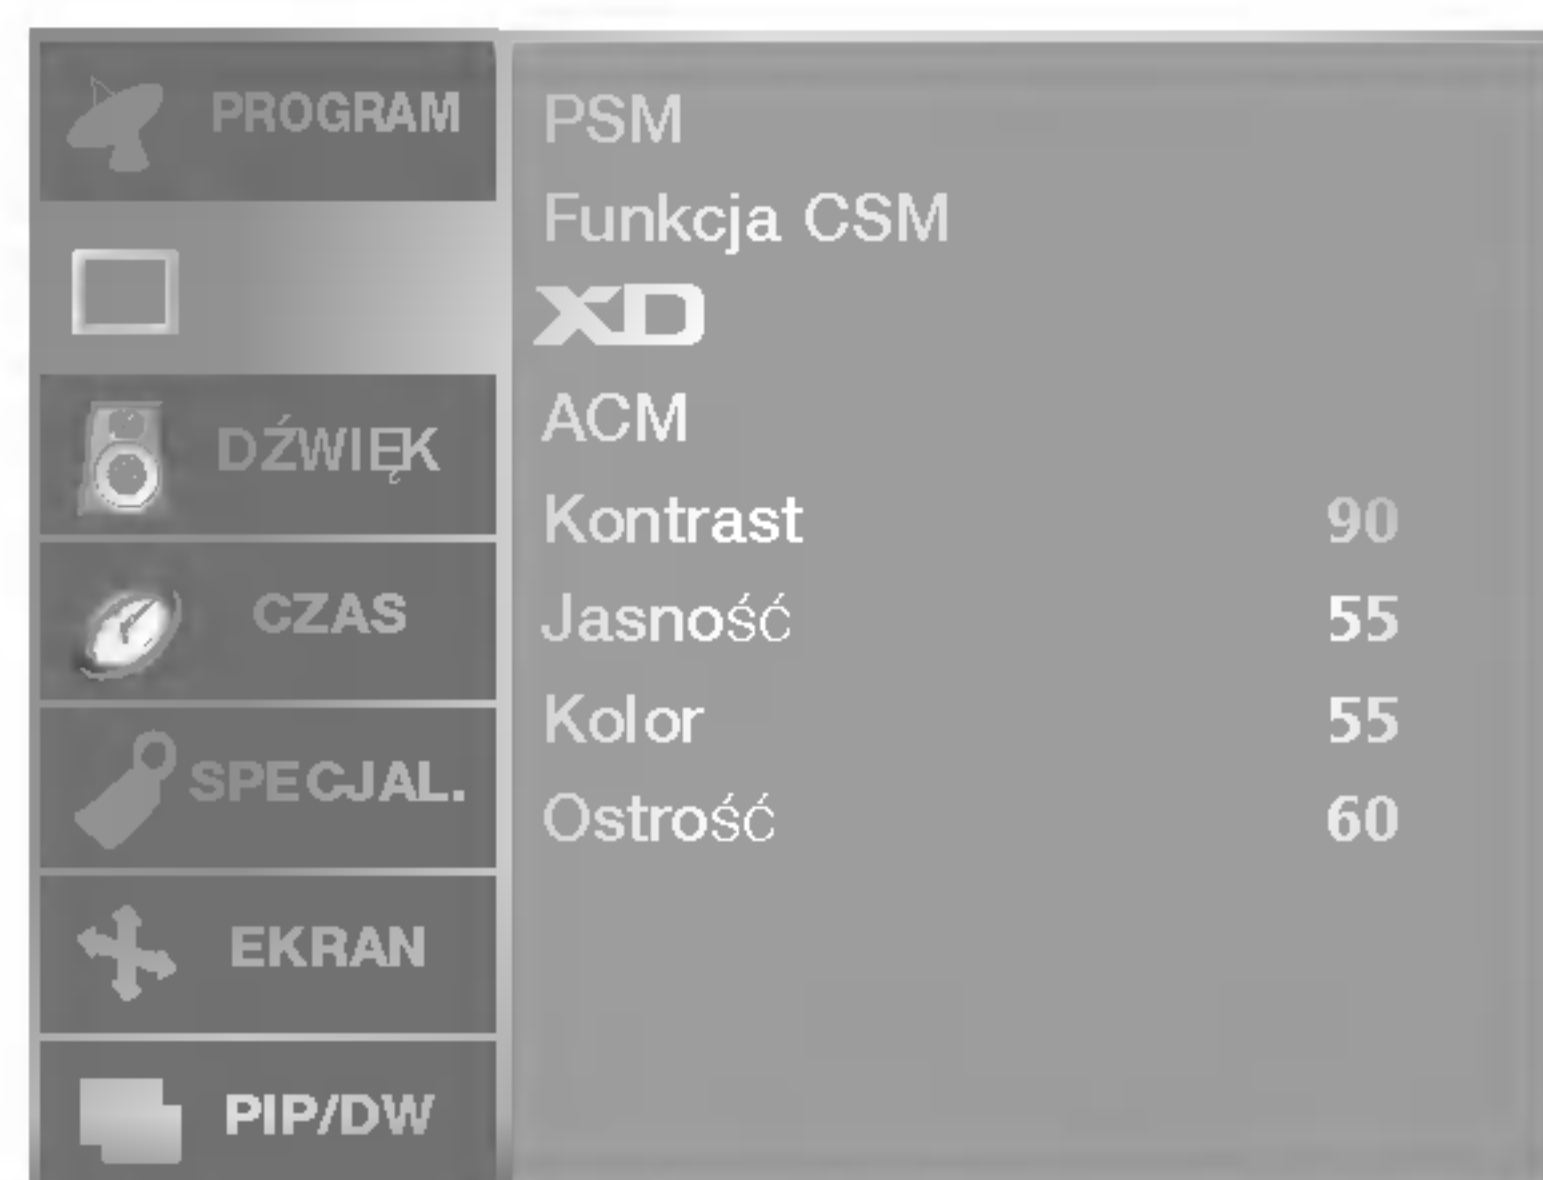 PROGRAM
DŹWIĘK
CZAS
SPECJAL.
EKRAN
PIP/DW
PSM
Funkcja CSM
XD
ACM
Kontrast 90
Jasność 55
Kolor 55
Ostrość 60